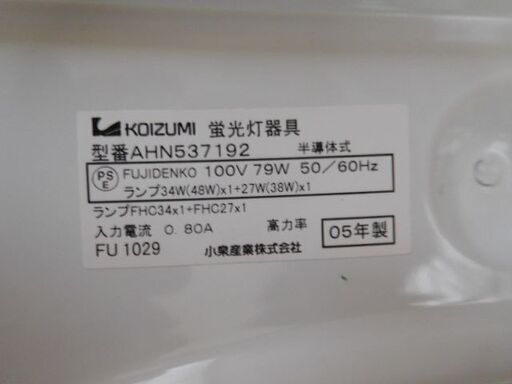 KOIZUMI 蛍光灯器具
型番AHN537192 半導体式
PS E FUJIDENKO 100V 79W 50/60Hz
ランプ34W(48W)x1+27W(38W)x1
ランプFHC34x1+FHC27x1
入力電流 0.80A 高力率
FU1029 小泉産業株式会社 05年製